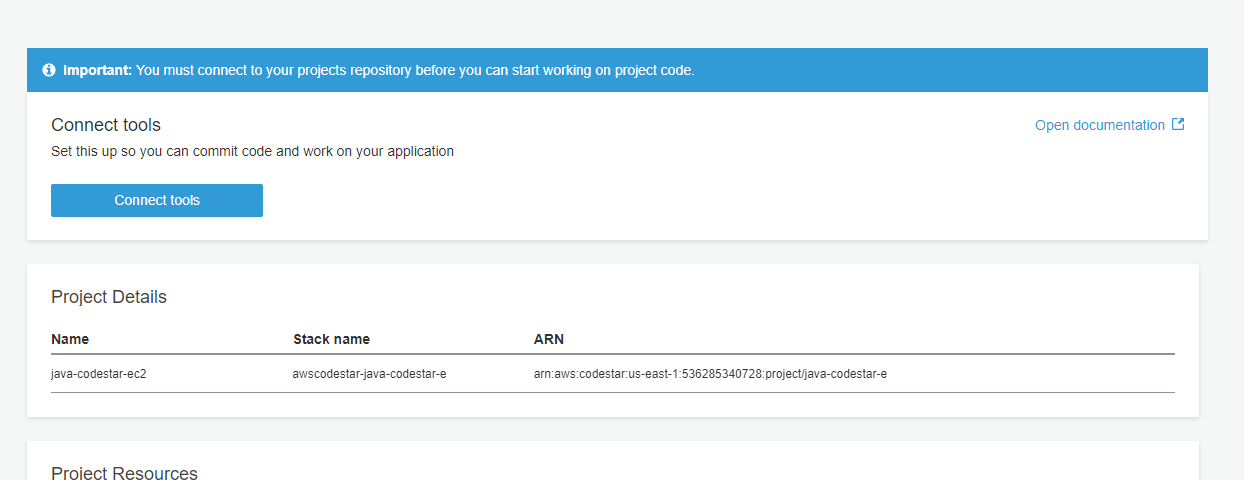 Important: You must connect to your projects repository before you can start working on project code.
Connect tools
Open documentation
Set this up so you can commit code and work on your application
Connect tools
Project Details
Name Stack name ARN
java-codestar-ec2 awscodestar-java-codestar-e arn:aws:codestar:us-east-1:536285340728:project/java-codestar-e
Project Resources